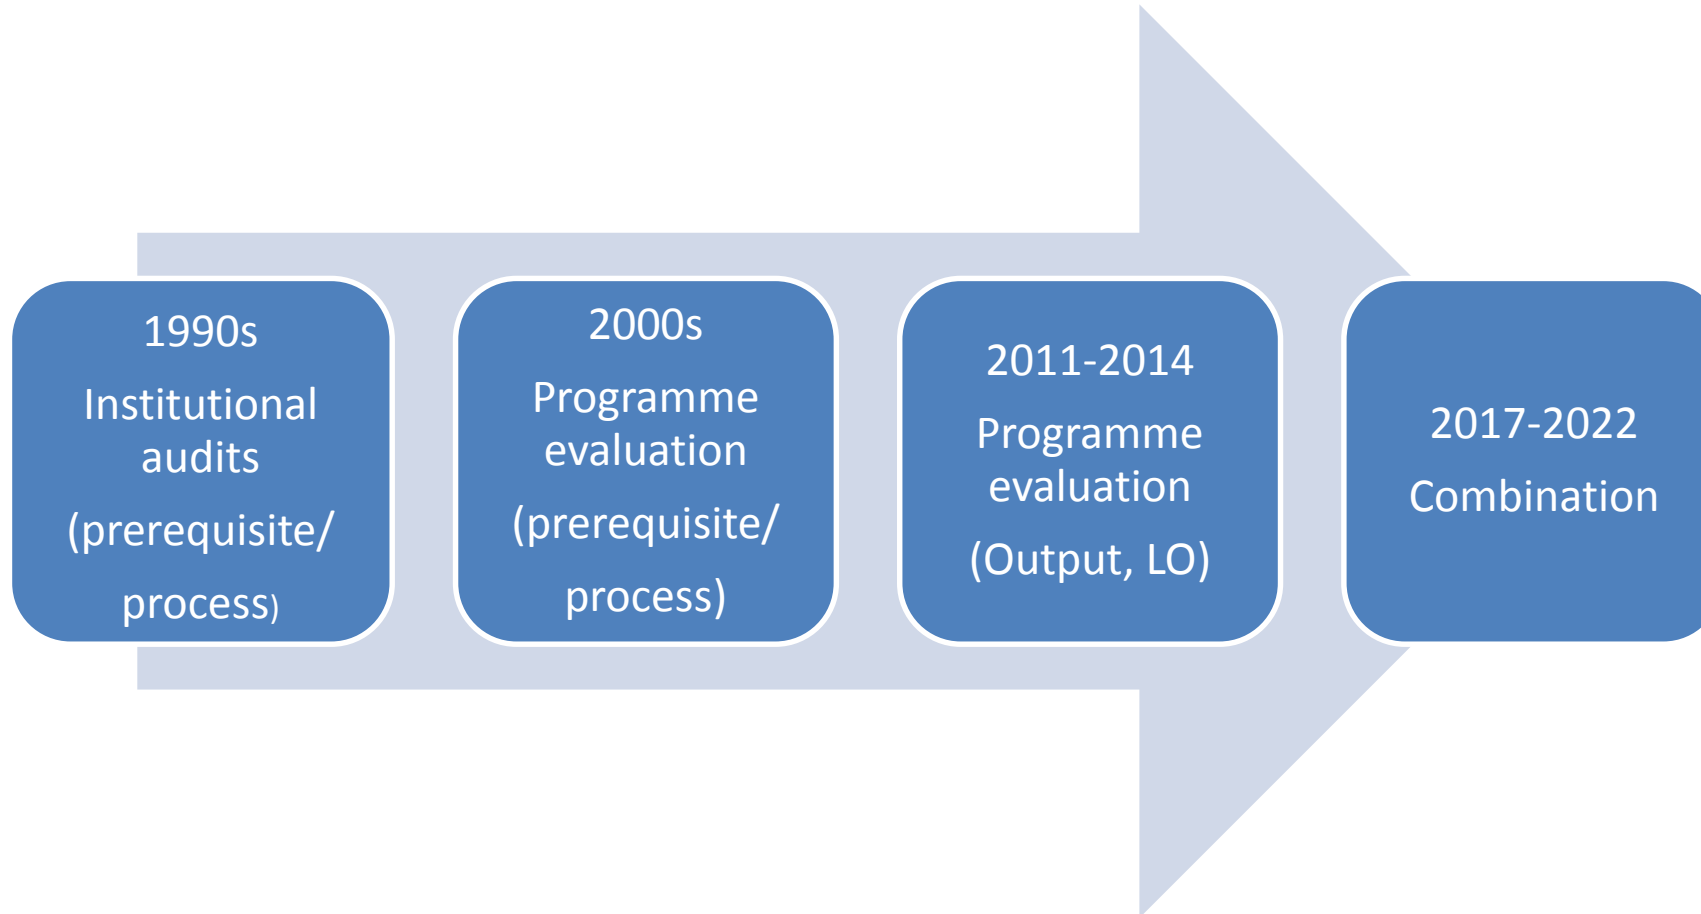 1990s
Institutional
audits
(prerequisite/
process)
2000s
Programme
evaluation
(prerequisite/
process)
2011-2014
Programme
evaluation
(Output, LO)
2017-2022
Combination